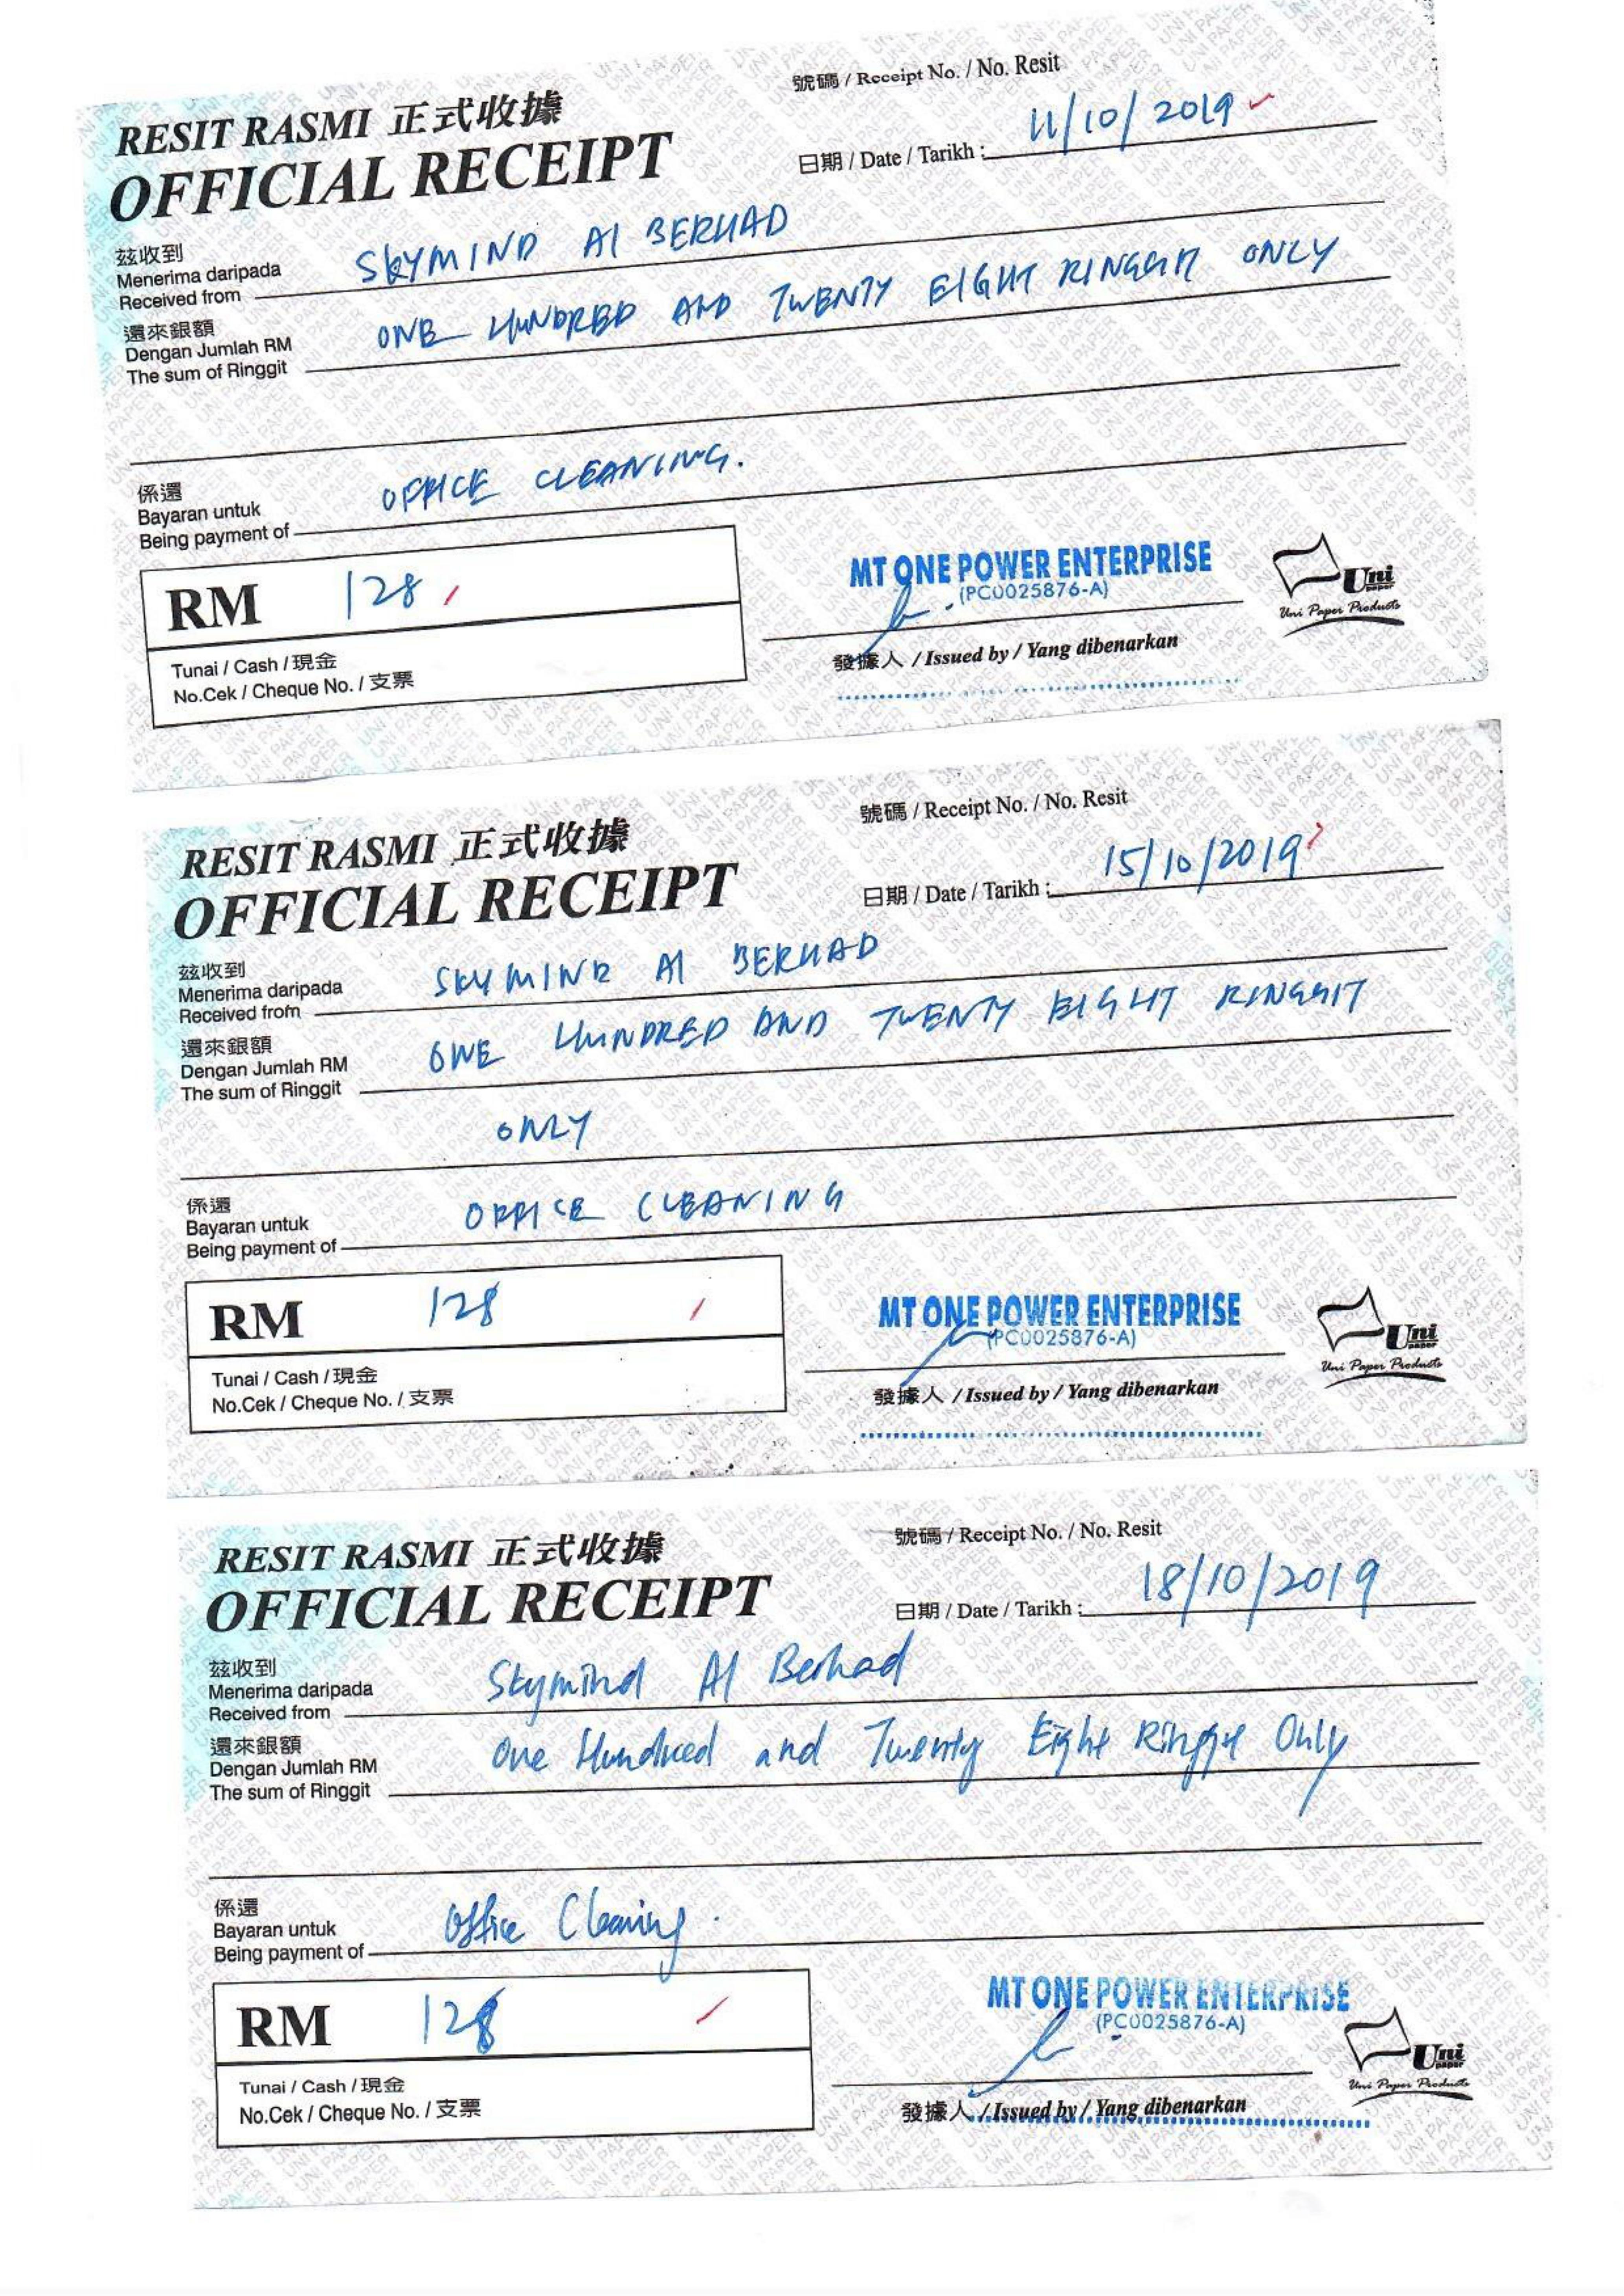 號碼 / Receipt No. / No. Resit
RESIT RASMI 正式收據
OFFICIAL RECEIPT
日期 / Date / Tarikh : 11/10/2019
茲收到
Menerima daripada
Received from SKYMIND AI BERHAD
還來銀額
Dengan Jumlah RM
The sum of Ringgit ONE HUNDRED AND TWENTY EIGHT RINGGIT ONLY
係還
Bayaran untuk
Being payment of OFFICE CLEANING.
RM 128
Tunai / Cash / 現金
No.Cek / Cheque No. / 支票
MT ONE POWER ENTERPRISE
(PC0025876-A)
發據人 / Issued by / Yang dibenarkan
Uni
paper
Uni Paper Products
號碼 / Receipt No. / No. Resit
RESIT RASMI 正式收據
OFFICIAL RECEIPT
日期 / Date / Tarikh : 15/10/2019
茲收到
Menerima daripada
Received from SKYMIND AI BERHAD
還來銀額
Dengan Jumlah RM
The sum of Ringgit ONE HUNDRED AND TWENTY EIGHT RINGGIT
ONLY
係還
Bayaran untuk
Being payment of OFFICE CLEANING
RM 128
Tunai / Cash / 現金
No.Cek / Cheque No. / 支票
MT ONE POWER ENTERPRISE
(PC0025876-A)
發據人 / Issued by / Yang dibenarkan
Uni
paper
Uni Paper Products
號碼 / Receipt No. / No. Resit
RESIT RASMI 正式收據
OFFICIAL RECEIPT
日期 / Date / Tarikh : 18/10/2019
茲收到
Menerima daripada
Received from Skymind AI Berhad
還來銀額
Dengan Jumlah RM
The sum of Ringgit One Hundred and Twenty Eight Ringgit Only
係還
Bayaran untuk
Being payment of Office Cleaning.
RM 128
Tunai / Cash / 現金
No.Cek / Cheque No. / 支票
MT ONE POWER ENTERPRISE
(PC0025876-A)
發據人 / Issued by / Yang dibenarkan
Uni
paper
Uni Paper Products